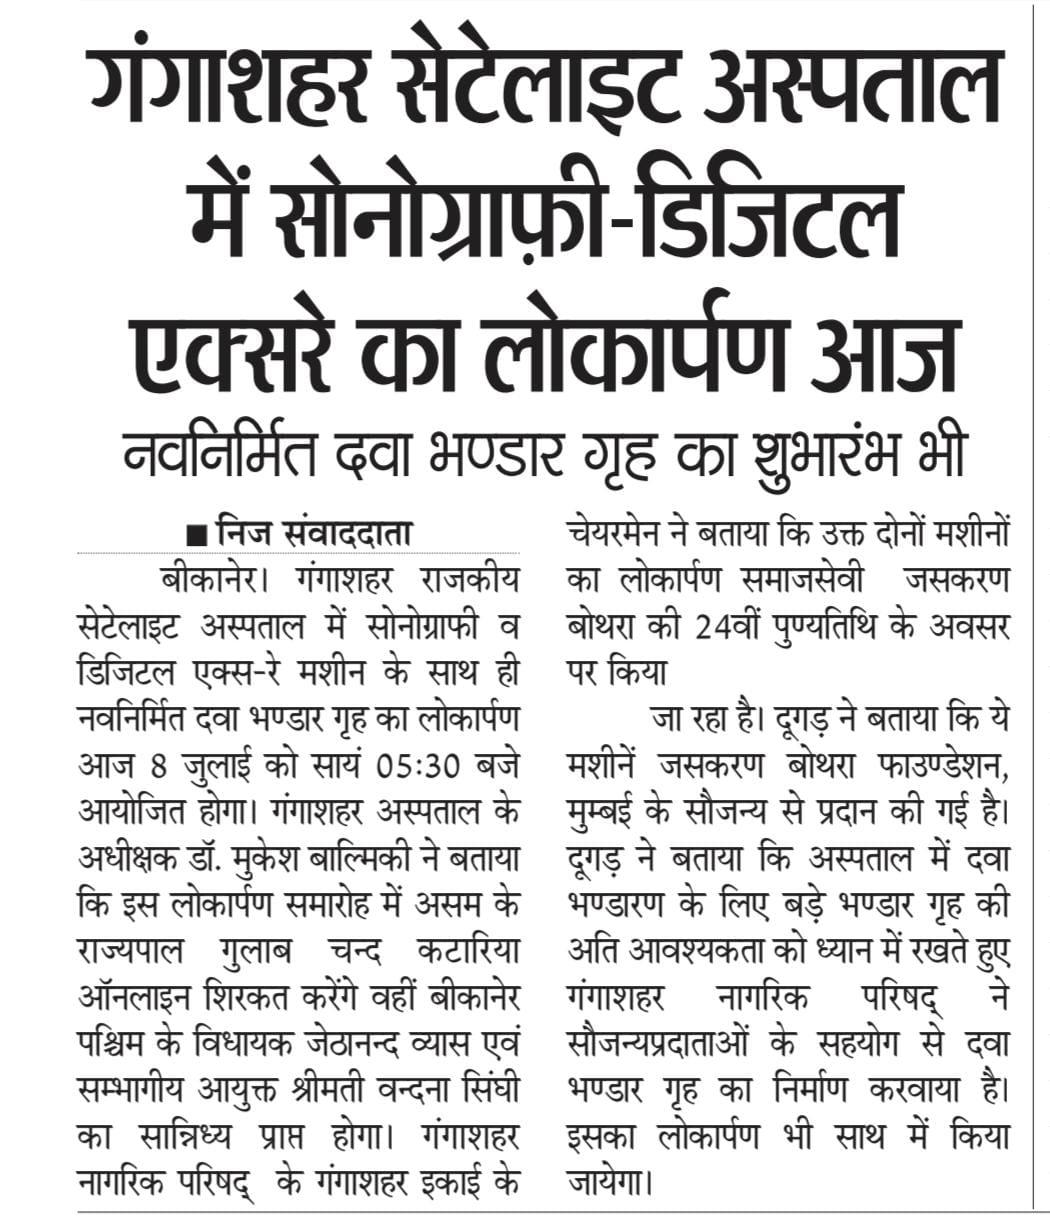 गंगाशहर सेटेलाइट अस्पताल
में सोनोग्राफ़ी-डिजिटल
एक्सरे का लोकार्पण आज
नवनिर्मित दवा भण्डार गृह का शुभारंभ भी
■ निज संवाददाता
बीकानेर। गंगाशहर राजकीय
सेटेलाइट अस्पताल में सोनोग्राफी व
डिजिटल एक्स-रे मशीन के साथ ही
नवनिर्मित दवा भण्डार गृह का लोकार्पण
आज 8 जुलाई को सायं 05:30 बजे
आयोजित होगा। गंगाशहर अस्पताल के
अधीक्षक डॉ. मुकेश बाल्मिकी ने बताया
कि इस लोकार्पण समारोह में असम के
राज्यपाल गुलाब चन्द कटारिया
ऑनलाइन शिरकत करेंगे वहीं बीकानेर
पश्चिम के विधायक जेठानन्द व्यास एवं
सम्भागीय आयुक्त श्रीमती वन्दना सिंघी
का सान्निध्य प्राप्त होगा। गंगाशहर
नागरिक परिषद् के गंगाशहर इकाई के
चेयरमेन ने बताया कि उक्त दोनों मशीनों
का लोकार्पण समाजसेवी जसकरण
बोथरा की 24वीं पुण्यतिथि के अवसर
पर किया
जा रहा है। दूगड़ ने बताया कि ये
मशीनें जसकरण बोथरा फाउण्डेशन,
मुम्बई के सौजन्य से प्रदान की गई है।
दूगड़ ने बताया कि अस्पताल में दवा
भण्डारण के लिए बड़े भण्डार गृह की
अति आवश्यकता को ध्यान में रखते हुए
गंगाशहर नागरिक परिषद् ने
सौजन्यप्रदाताओं के सहयोग से दवा
भण्डार गृह का निर्माण करवाया है।
इसका लोकार्पण भी साथ में किया
जायेगा।